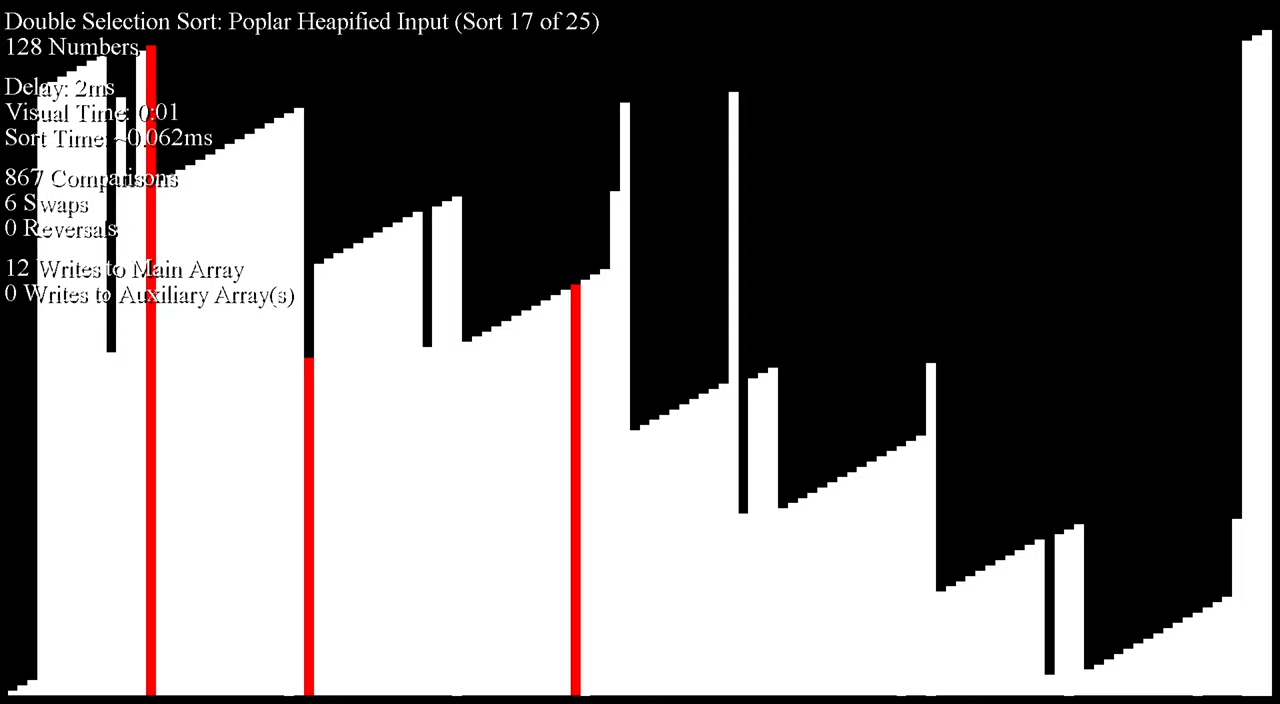 Double Selection Sort: Poplar Heapified Input (Sort 17 of 25)
128 Numbers
Delay: 2ms
Visual Time: 0:01
Sort Time: ~0.062ms
867 Comparisons
6 Swaps
0 Reversals
12 Writes to Main Array
0 Writes to Auxiliary Array(s)